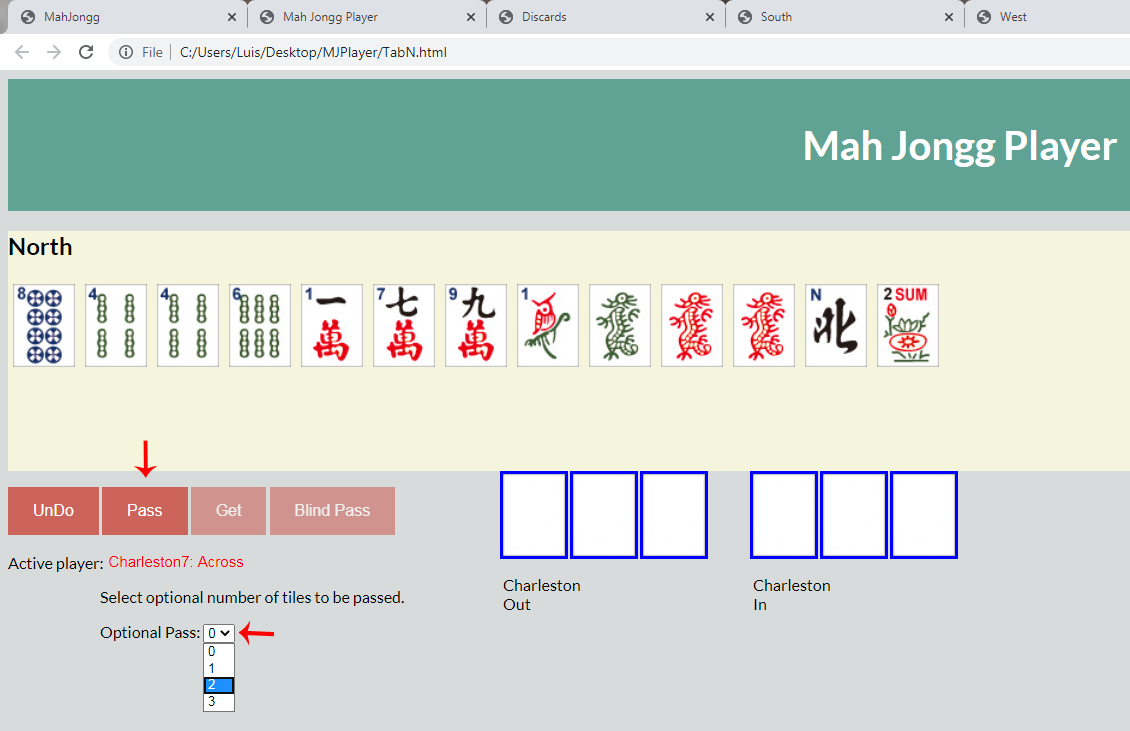 MahJongg
Mah Jongg Player
Discards
South
West
File
C:/Users/Luis/Desktop/MJPlayer/TabN.html
Mah Jongg Player
North
8
4
4
6
1 一萬
7 七萬
9 九萬
1
N 北
2 SUM
UnDo
Pass
Get
Blind Pass
Active player: Charleston7: Across
Charleston
Out
Charleston
In
Select optional number of tiles to be passed.
Optional Pass: 0
0
1
2
3